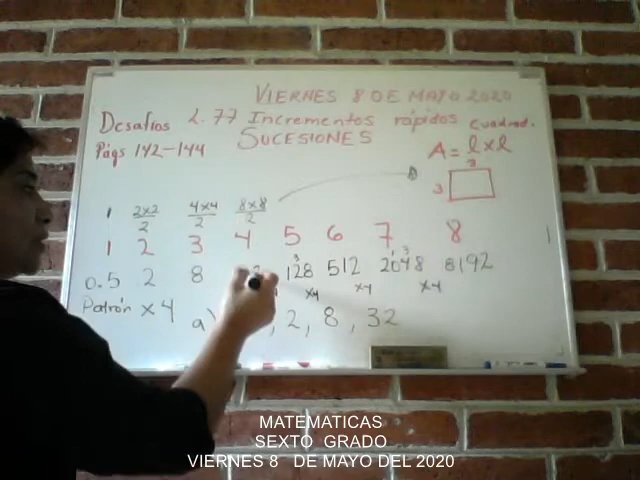 VIERNES 8 DE MAYO 2020
Desafíos 2.77 Incrementos rápidos cuadrad.
Págs 142-144 SUCESIONES A = l x l
3
3
1 2x2/2 4x4/2 8x8/2
1 2 3 4 5 6 7 8
0.5 2 8 128 512 2048 8192
x4 x4 x4
Patrón x 4
a) , 2, 8, 32
MATEMATICAS
SEXTO GRADO
VIERNES 8 DE MAYO DEL 2020